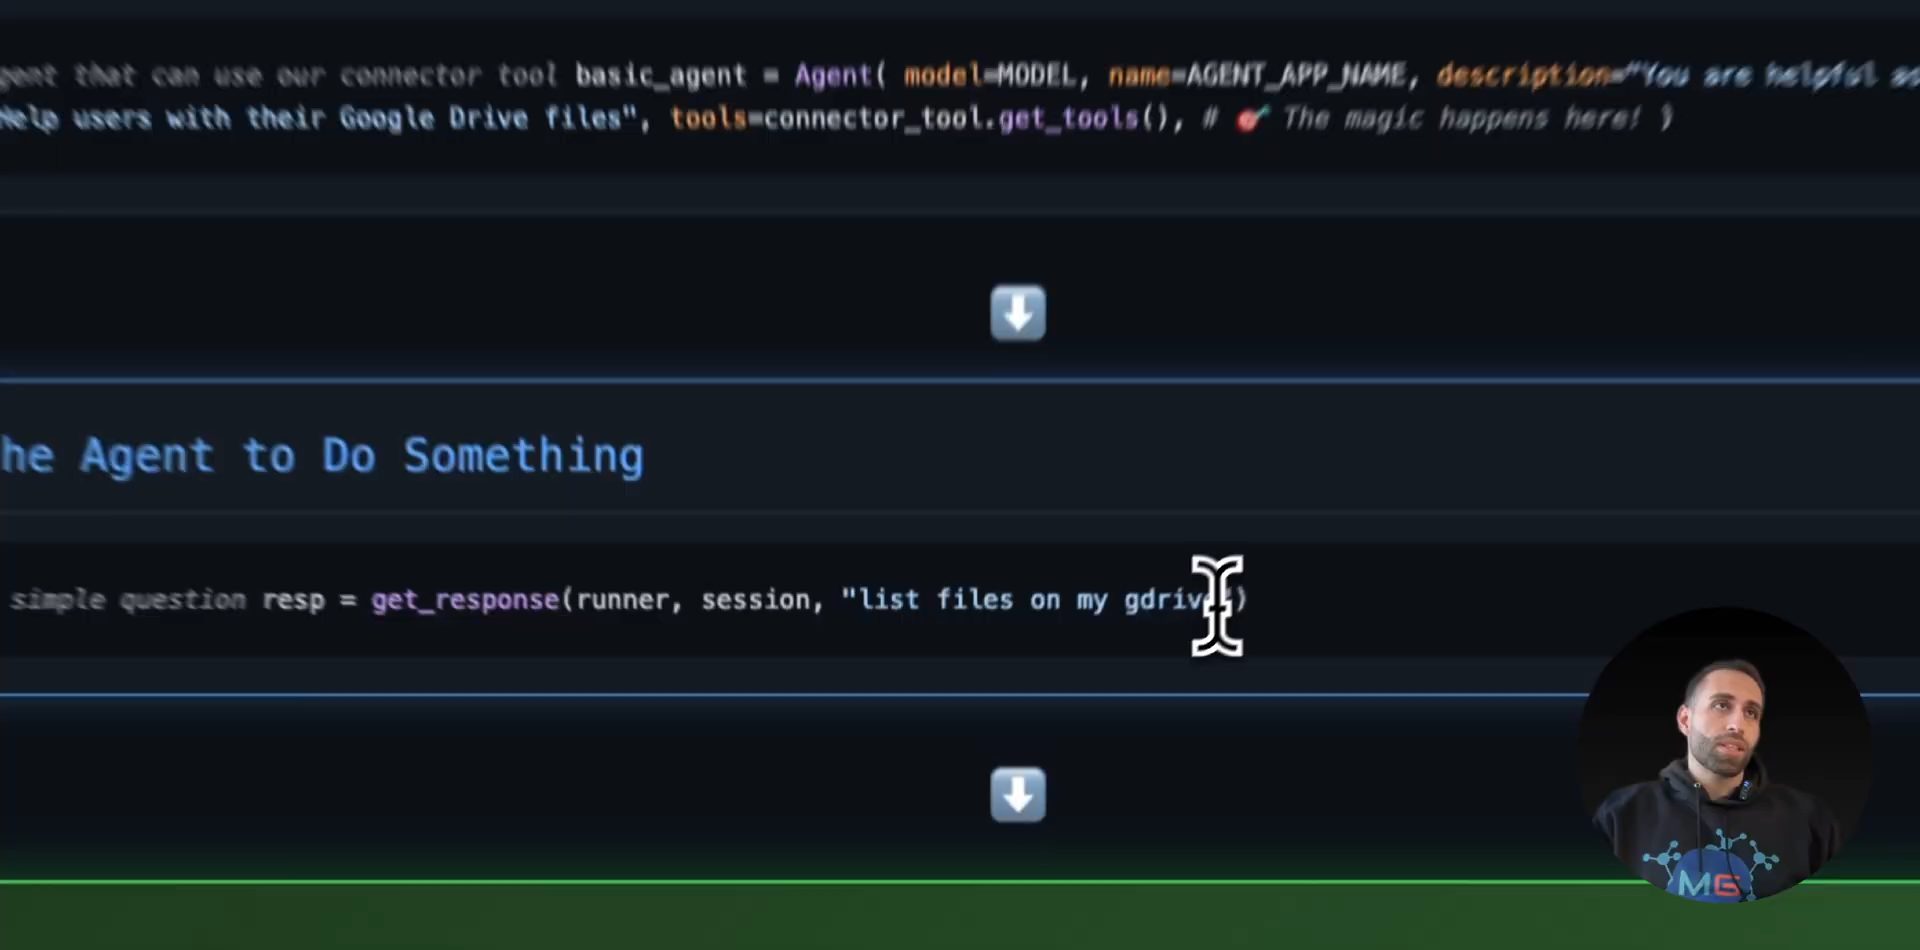 gent that can use our connector tool basic_agent = Agent( model=MODEL, name=AGENT_APP_NAME, description="You are helpful
Help users with their Google Drive files", tools=connector_tool.get_tools(), # 🎯 The magic happens here! )
he Agent to Do Something
simple question resp = get_response(runner, session, "list files on my gdrive")
MG